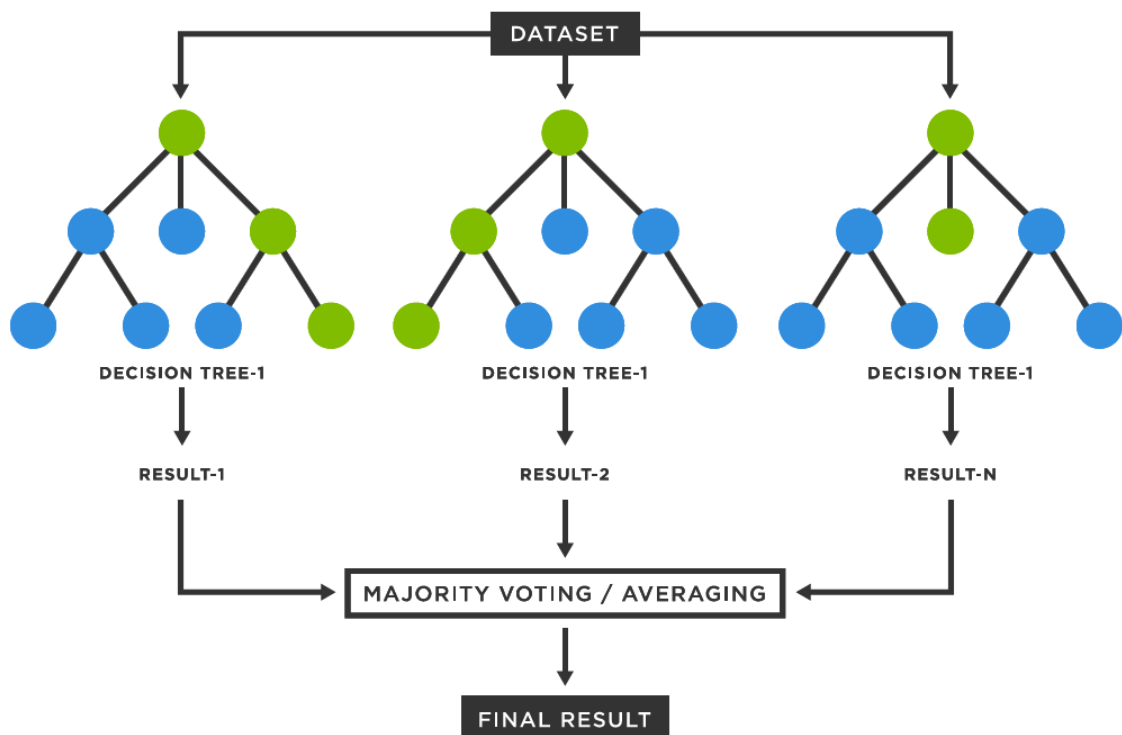 DATASET
DECISION TREE-1
DECISION TREE-1
DECISION TREE-1
RESULT-1
RESULT-2
RESULT-N
MAJORITY VOTING / AVERAGING
FINAL RESULT